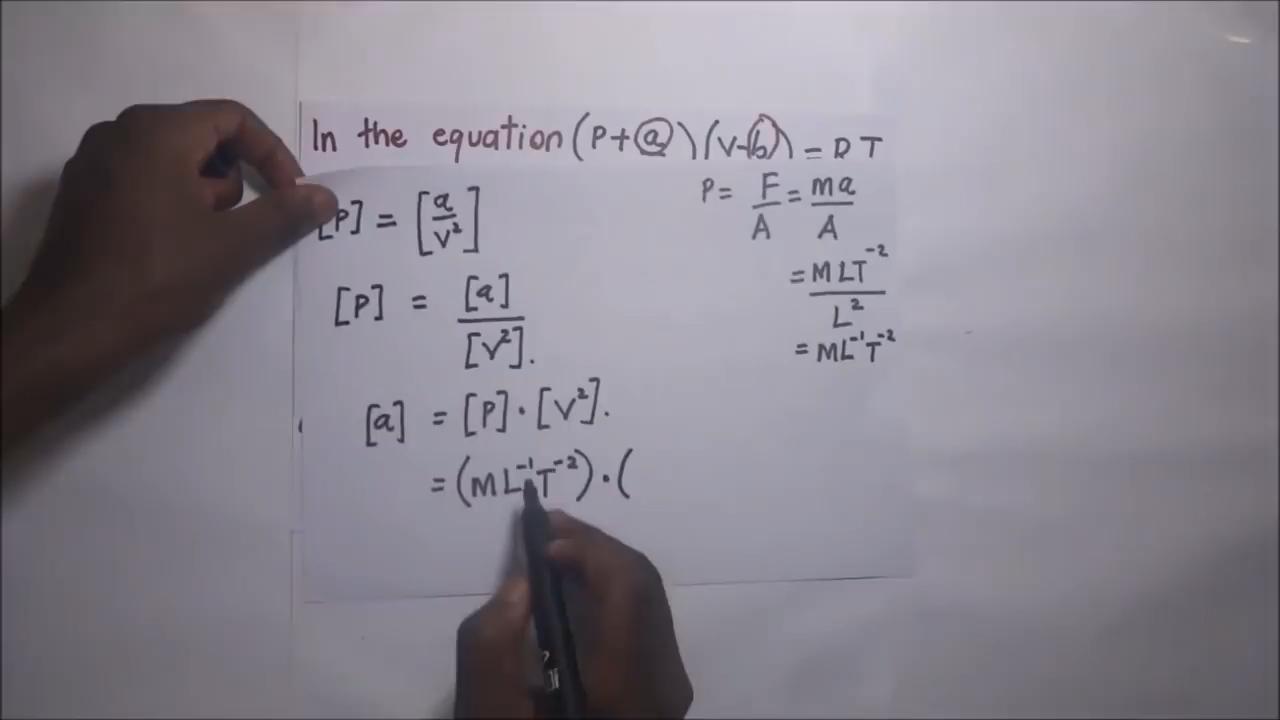 In the equation (P+a)(V-b) = RT
[P] = [a/V²]
P = F/A = ma/A
= MLT⁻²/L²
= ML⁻¹T⁻²
[P] = [a]/[V²].
[a] = [P]·[V²].
= (ML⁻¹T⁻²)·(